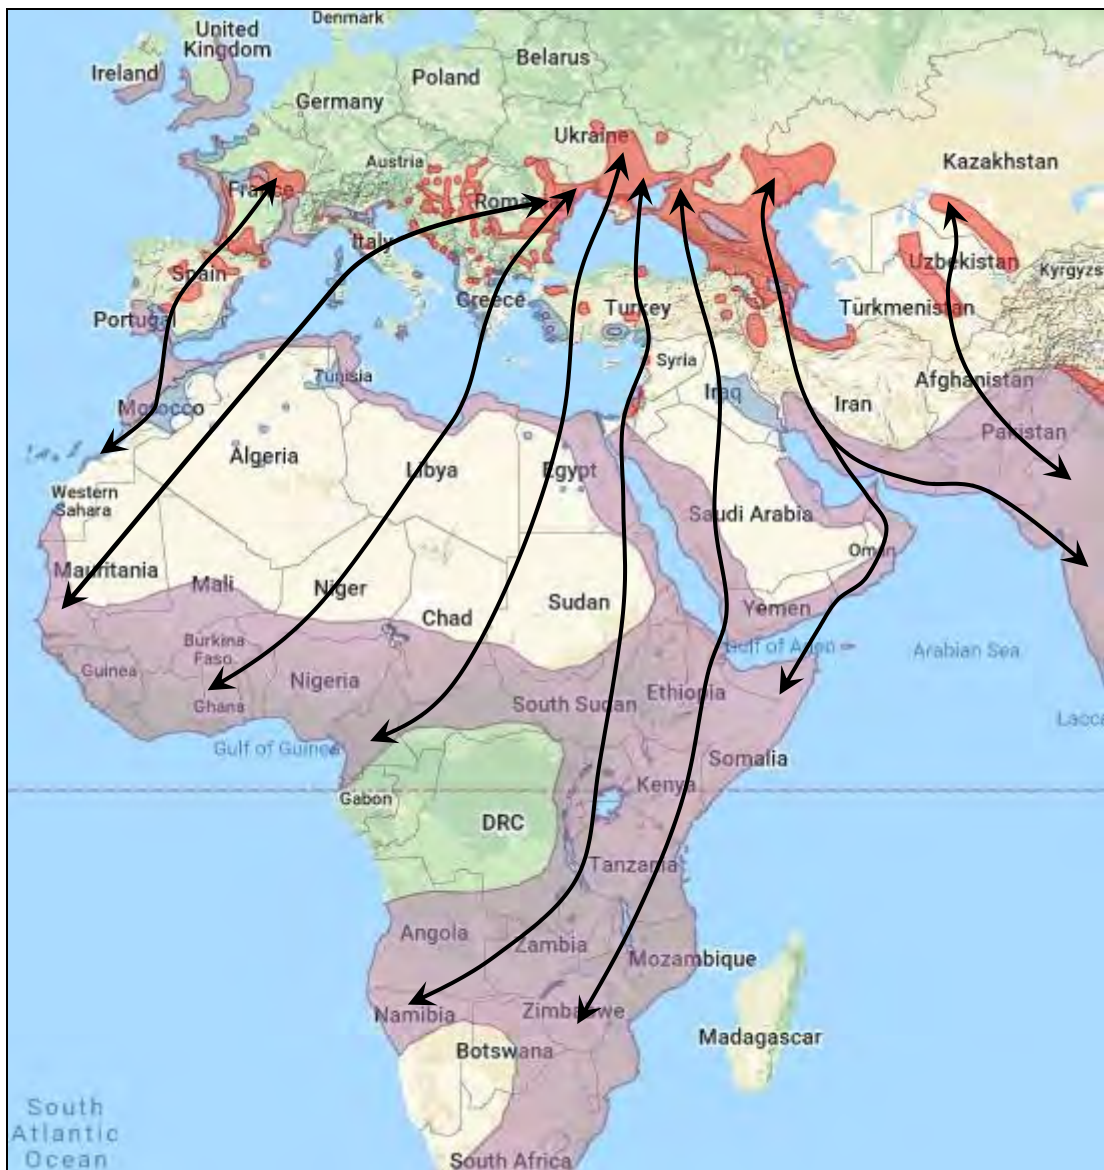 Denmark
United
Kingdom
Ireland
Belarus
Poland
Germany
Ukraine
Austria
Kazakhstan
France
Romania
Italy
Spain
Uzbekistan
Kyrgyzs
Portugal
Greece
Turkey
Türkmenistan
Syria
Tunisia
Afghanistan
Morocco
Iraq
Iran
Pakistan
Algeria
Libya
Egypt
Western
Sahara
Saudi Arabia
Oman
Mauritania
Mali
Niger
Chad
Sudan
Yemen
Burkina
Faso
Gulf of Aden
Arabian Sea
Guinea
Nigeria
Ethiopia
Ghana
South Sudan
Lacca
Gulf of Guinea
Somalia
Kenya
Gabon
DRC
Tanzania
Angola
Zambia
Mozambique
Namibia
Zimbabwe
Madagascar
Botswana
South
Atlantic
Ocean
South Africa